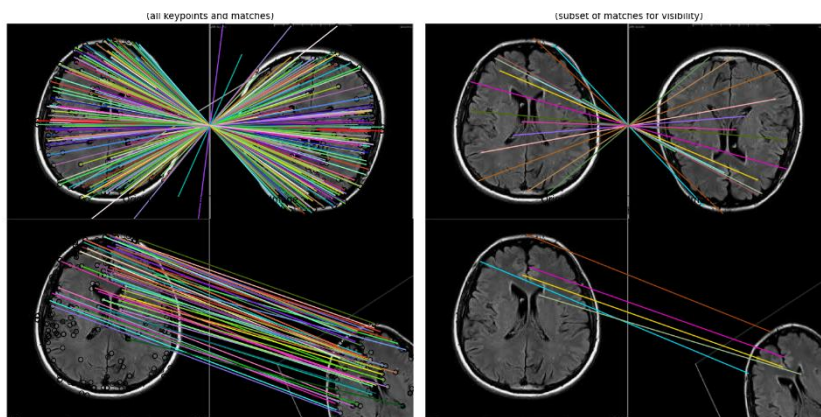 (all keypoints and matches)
(subset of matches for visibility)